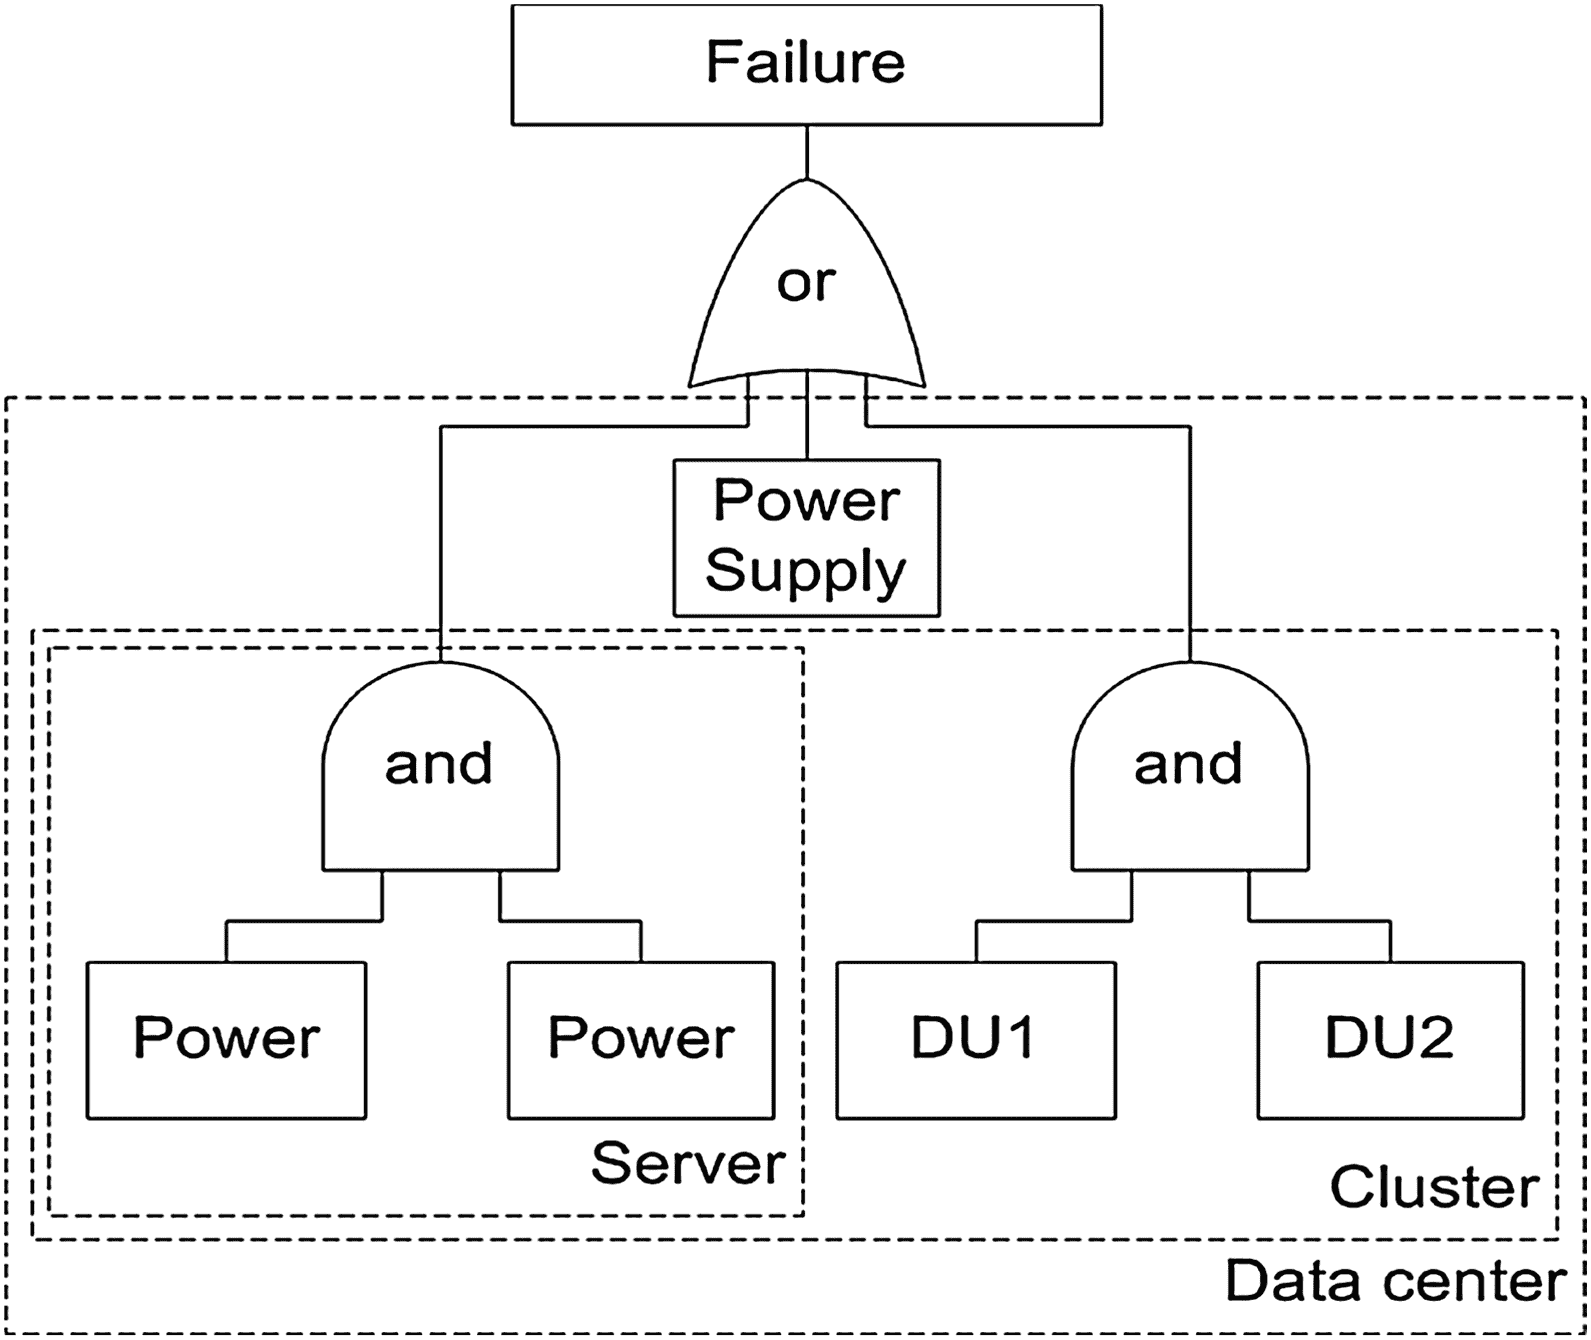 Failure
or
Power
Supply
and
and
Power
Power
DU1
DU2
Server
Cluster
Data center